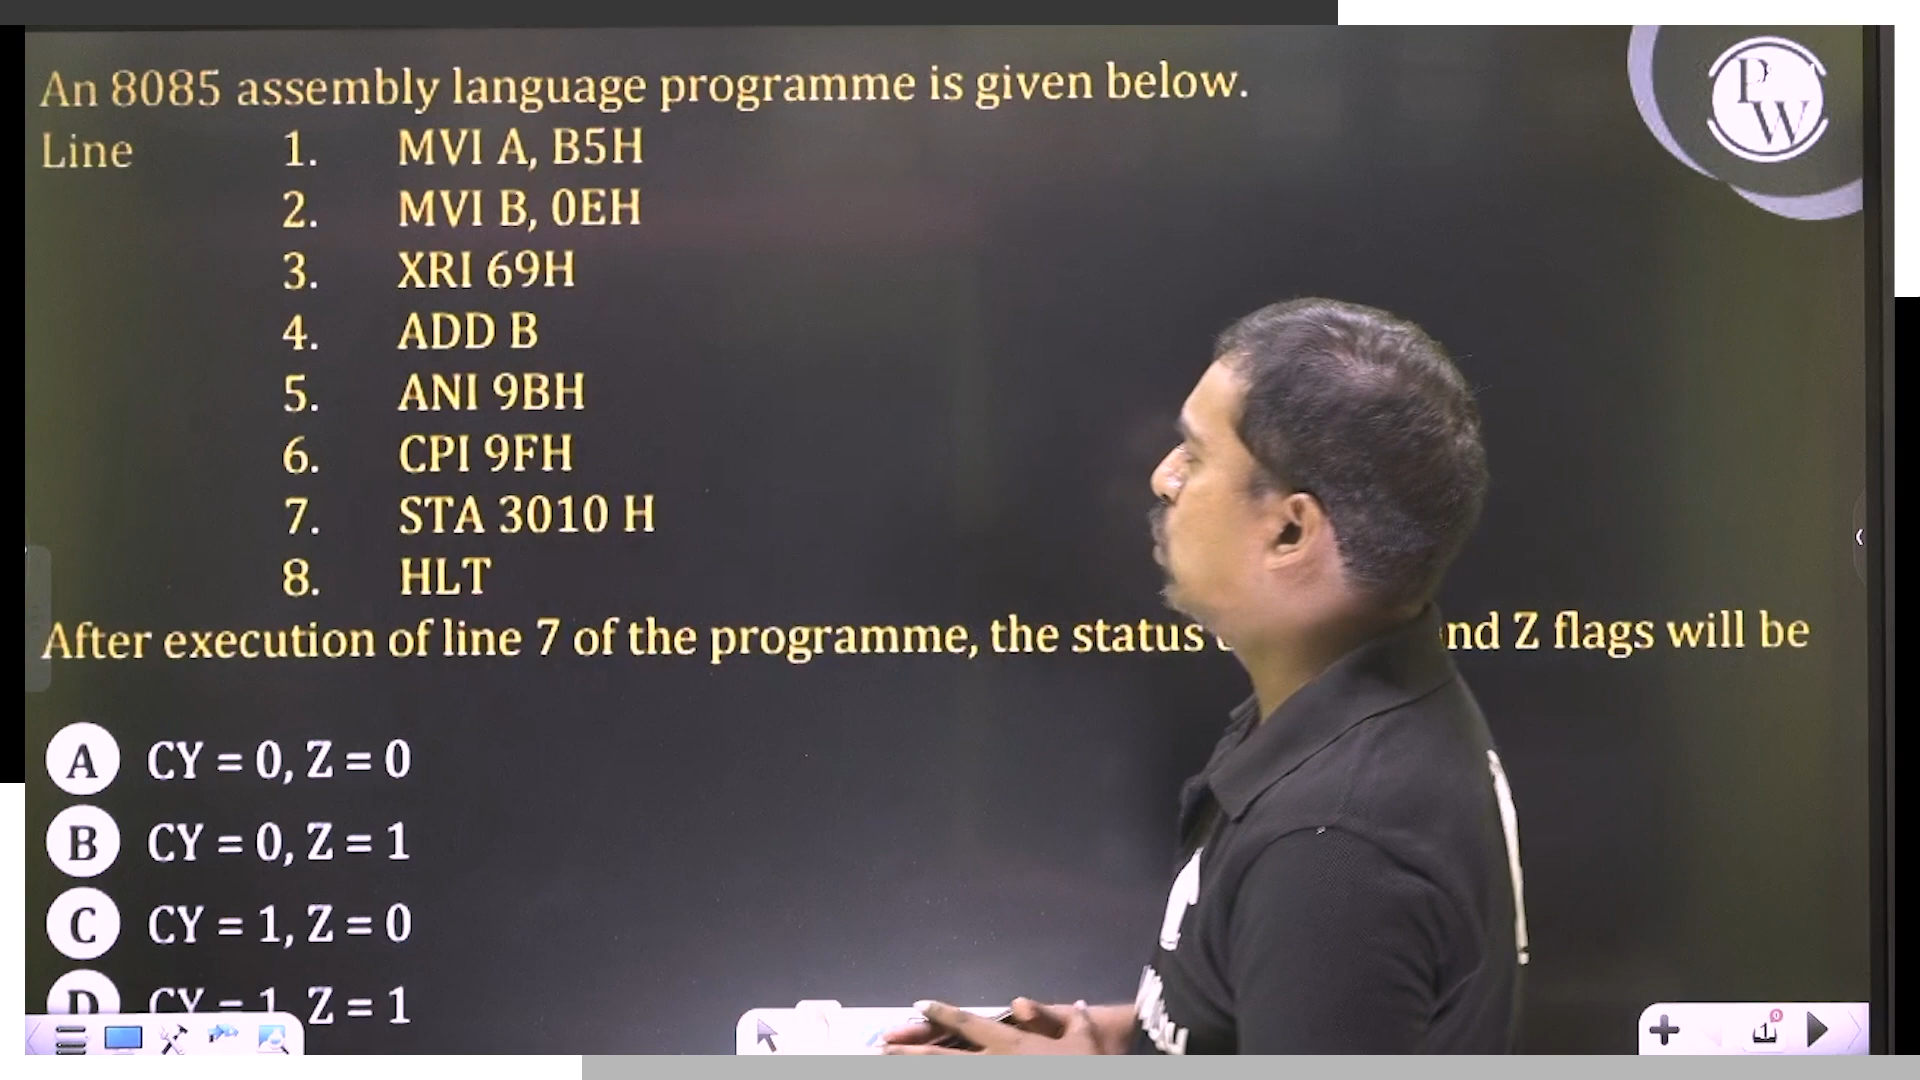 An 8085 assembly language programme is given below.
Line 1. MVI A, B5H
2. MVI B, 0EH
3. XRI 69H
4. ADD B
5. ANI 9BH
6. CPI 9FH
7. STA 3010 H
8. HLT
After execution of line 7 of the programme, the status nd Z flags will be
A CY = 0, Z = 0
B CY = 0, Z = 1
C CY = 1, Z = 0
D CY = 1, Z = 1
P
W